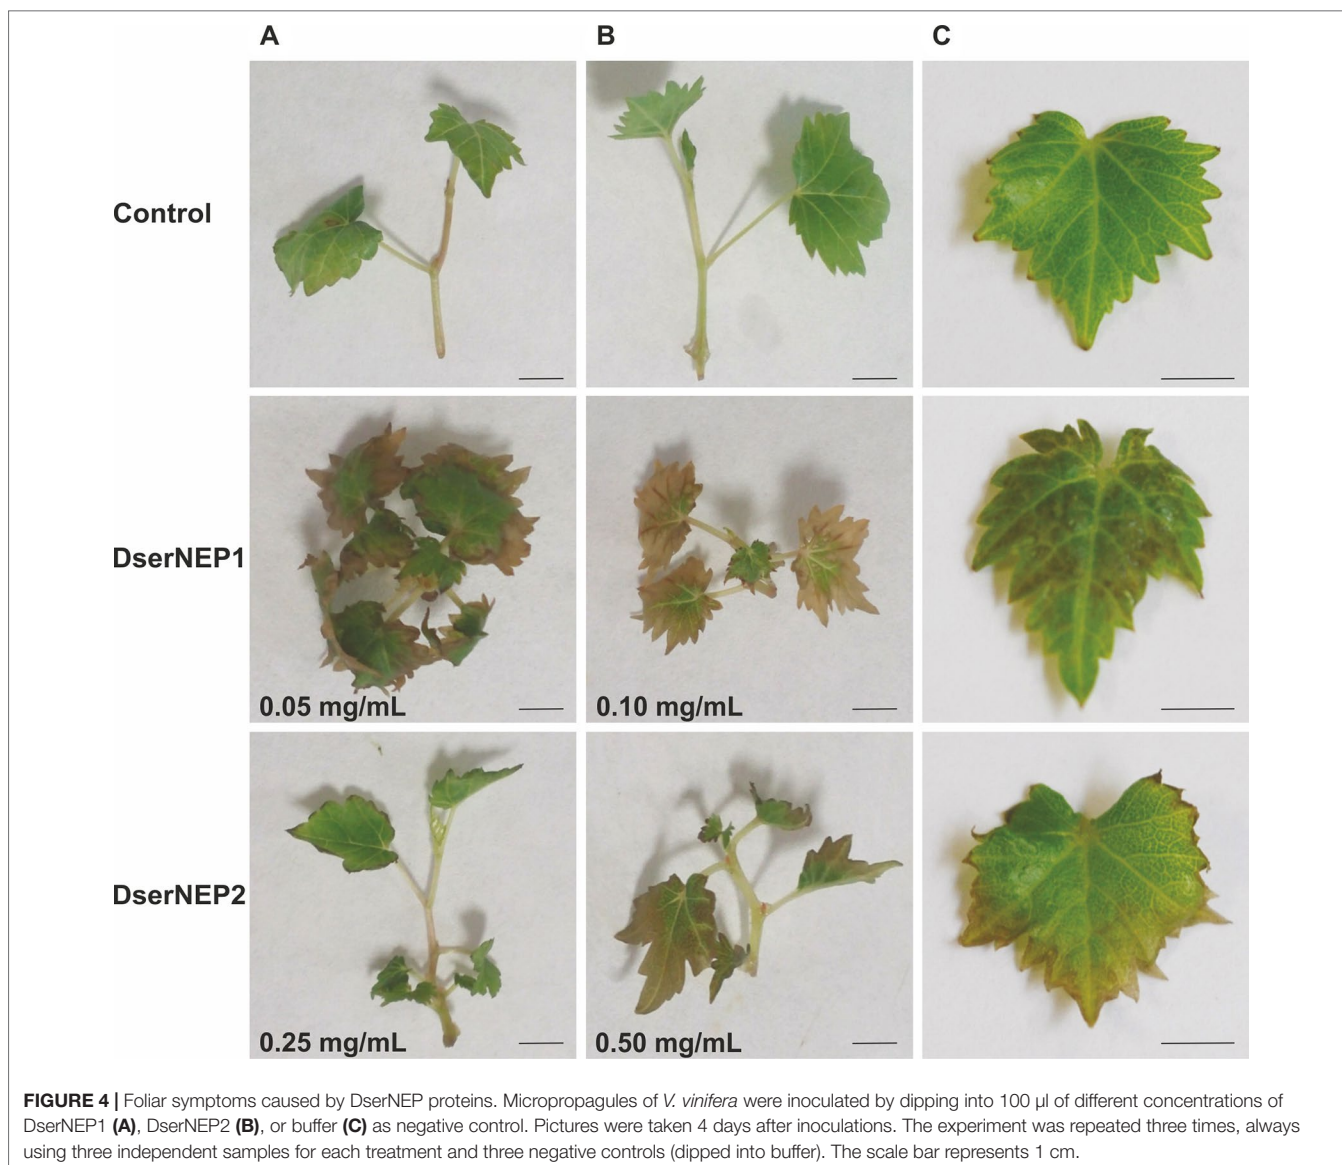 A B C
Control
DserNEP1
0.05 mg/mL 0.10 mg/mL
DserNEP2
0.25 mg/mL 0.50 mg/mL
FIGURE 4 | Foliar symptoms caused by DserNEP proteins. Micropropagules of V. vinifera were inoculated by dipping into 100 µl of different concentrations of
DserNEP1 (A), DserNEP2 (B), or buffer (C) as negative control. Pictures were taken 4 days after inoculations. The experiment was repeated three times, always
using three independent samples for each treatment and three negative controls (dipped into buffer). The scale bar represents 1 cm.